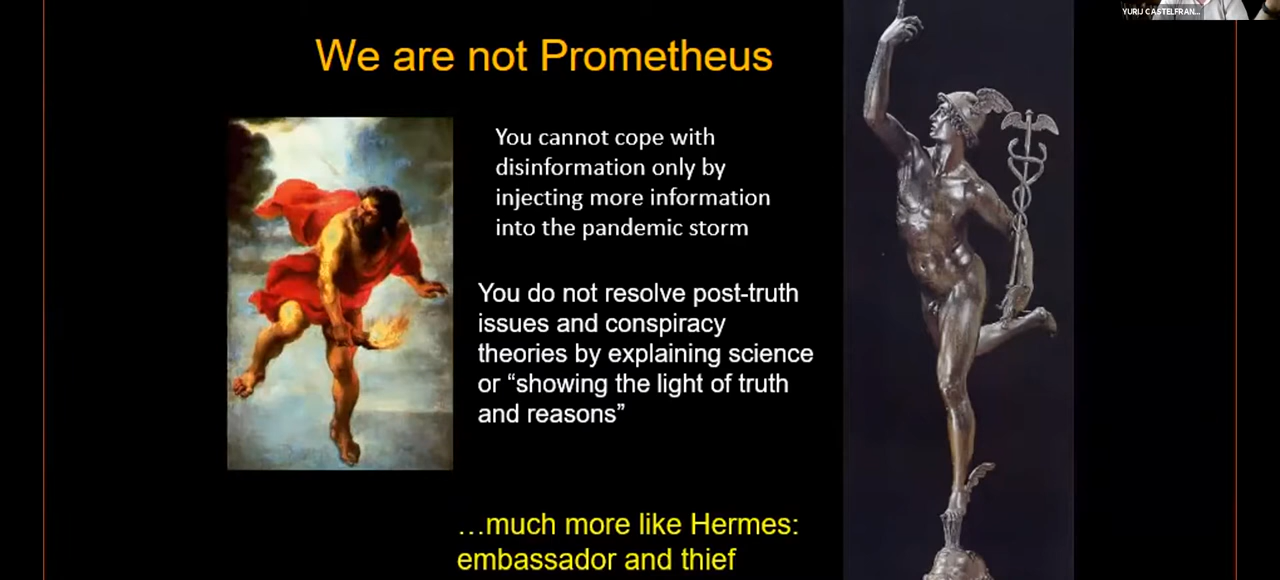 YURIJ CASTELFRAN...
We are not Prometheus
You cannot cope with
disinformation only by
injecting more information
into the pandemic storm
You do not resolve post-truth
issues and conspiracy
theories by explaining science
or “showing the light of truth
and reasons”
...much more like Hermes:
embassador and thief